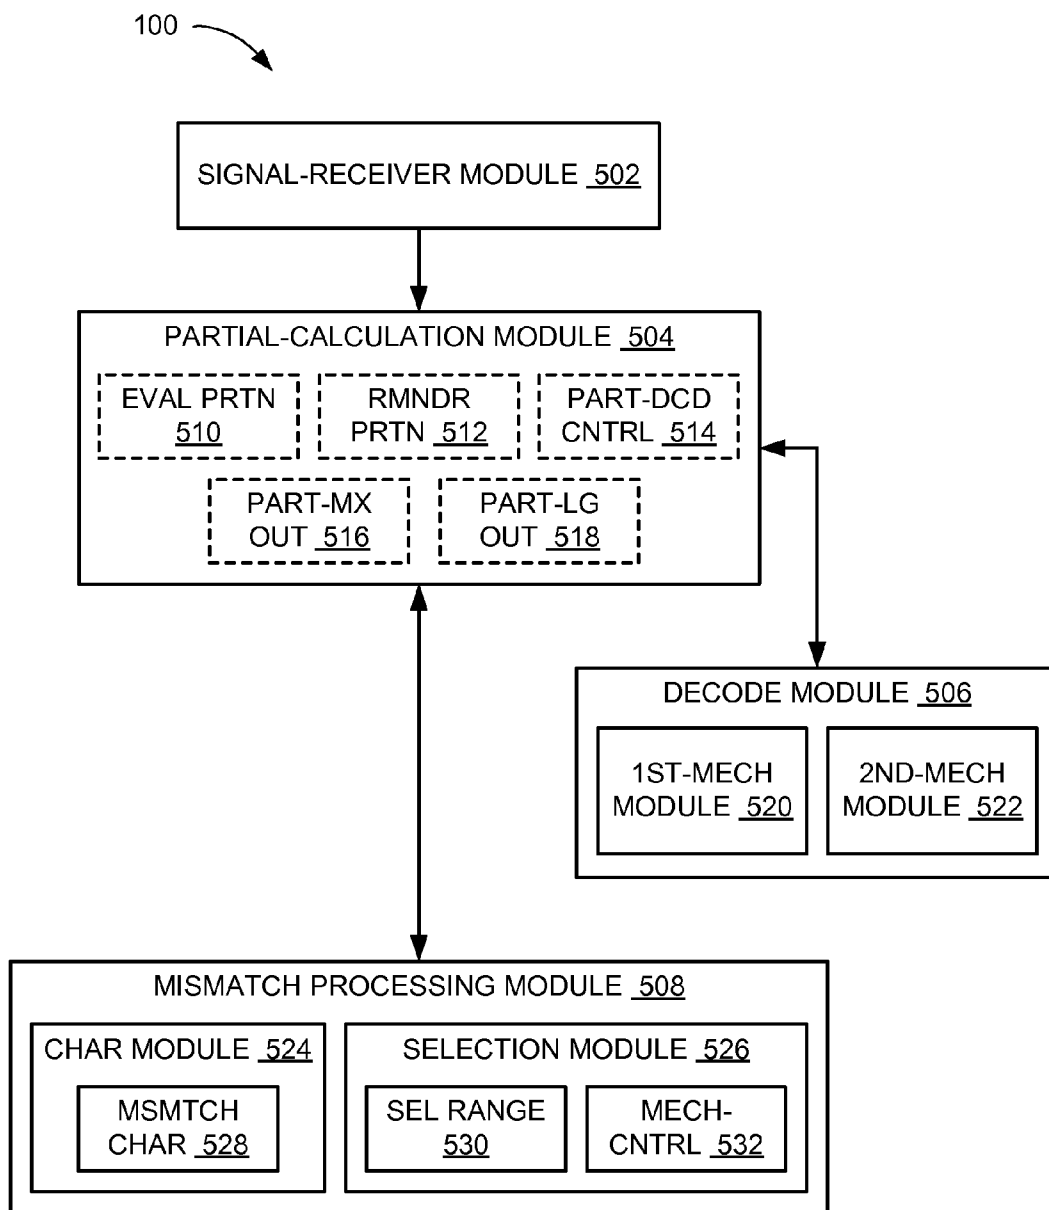 100
SIGNAL-RECEIVER MODULE 502
PARTIAL-CALCULATION MODULE 504
EVAL PRTN
510
RMNDR
PRTN 512
PART-DCD
CNTRL 514
PART-MX
OUT 516
PART-LG
OUT 518
DECODE MODULE 506
1ST-MECH
MODULE 520
2ND-MECH
MODULE 522
MISMATCH PROCESSING MODULE 508
CHAR MODULE 524
MSMTCH
CHAR 528
SELECTION MODULE 526
SEL RANGE
530
MECH-
CNTRL 532